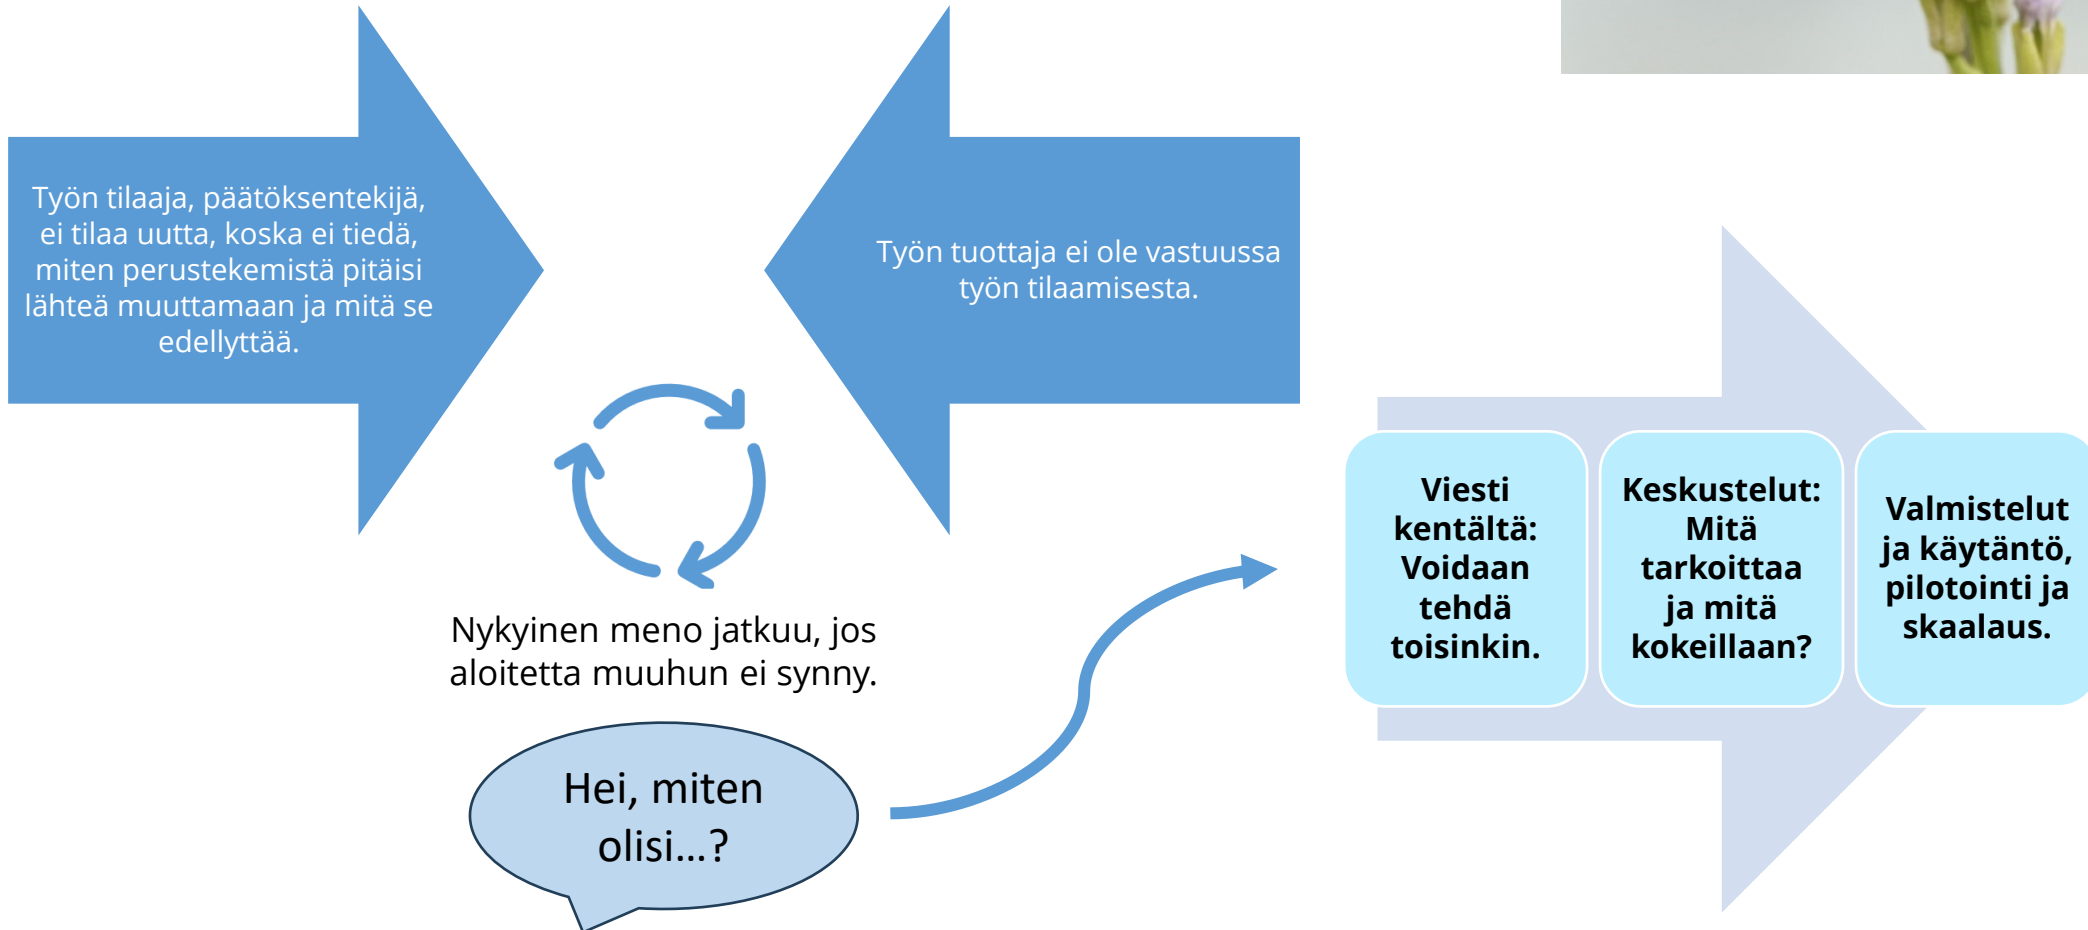 Työn tilaaja, päätöksentekijä,
ei tilaa uutta, koska ei tiedä,
miten perustekemistä pitäisi
lähteä muuttamaan ja mitä se
edellyttää.
Työn tuottaja ei ole vastuussa
työn tilaamisesta.
Nykyinen meno jatkuu, jos
aloitetta muuhun ei synny.
Hei, miten
olisi...?
Viesti
kentältä:
Voidaan
tehdä
toisinkin.
Keskustelut:
Mitä
tarkoittaa
ja mitä
kokeillaan?
Valmistelut
ja käytäntö,
pilotointi ja
skaalaus.